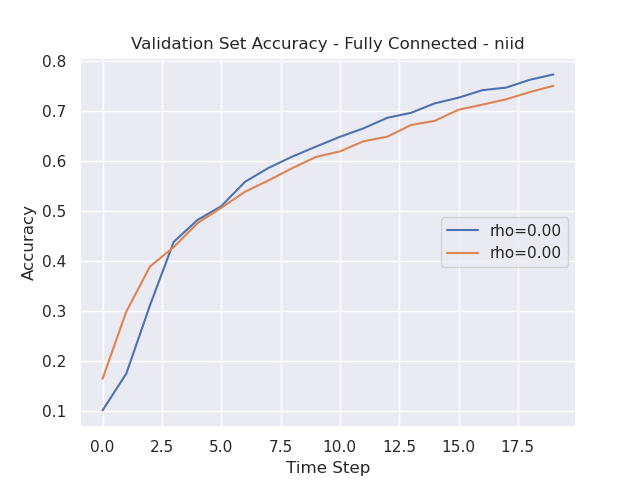 Validation Set Accuracy - Fully Connected - niid
0.8
0.7
0.6
0.5
0.4
0.3
0.2
0.1
Accuracy
rho=0.00
rho=0.00
0.0 2.5 5.0 7.5 10.0 12.5 15.0 17.5
Time Step